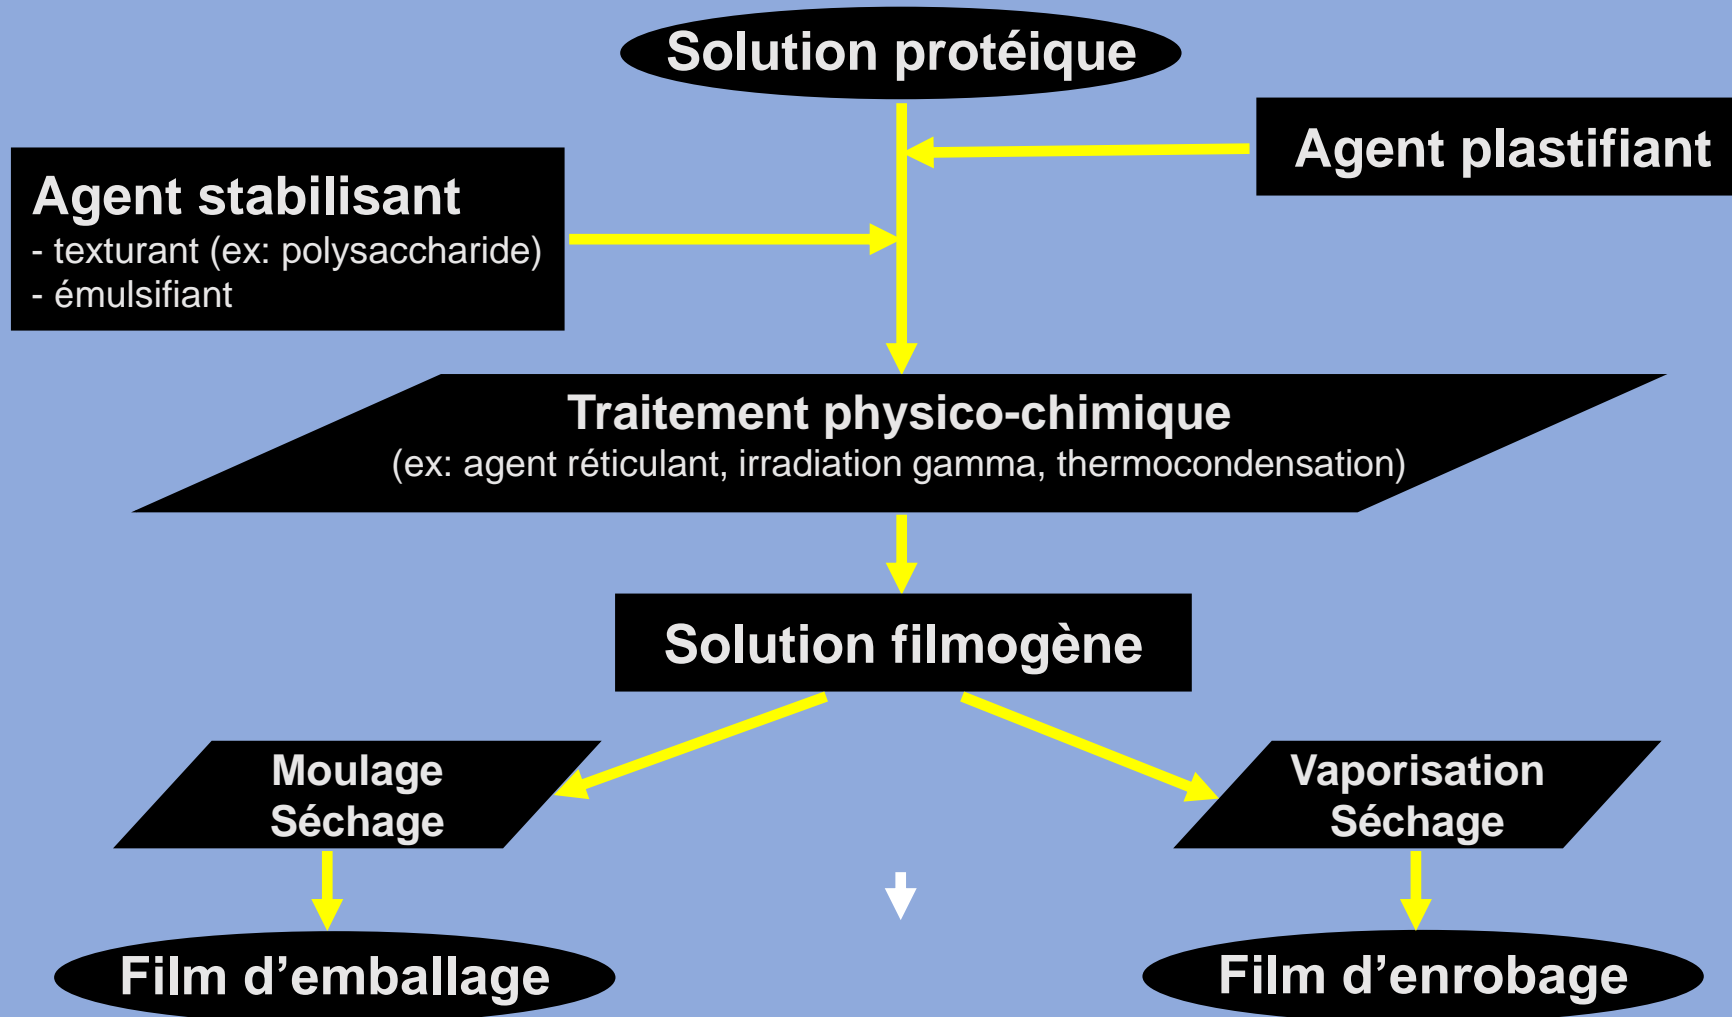 Solution protéique
Agent plastifiant
Agent stabilisant
- texturant (ex: polysaccharide)
- émulsifiant
Traitement physico-chimique
(ex: agent réticulant, irradiation gamma, thermocondensation)
Solution filmogène
Moulage
Séchage
Vaporisation
Séchage
Film d’emballage
Film d’enrobage